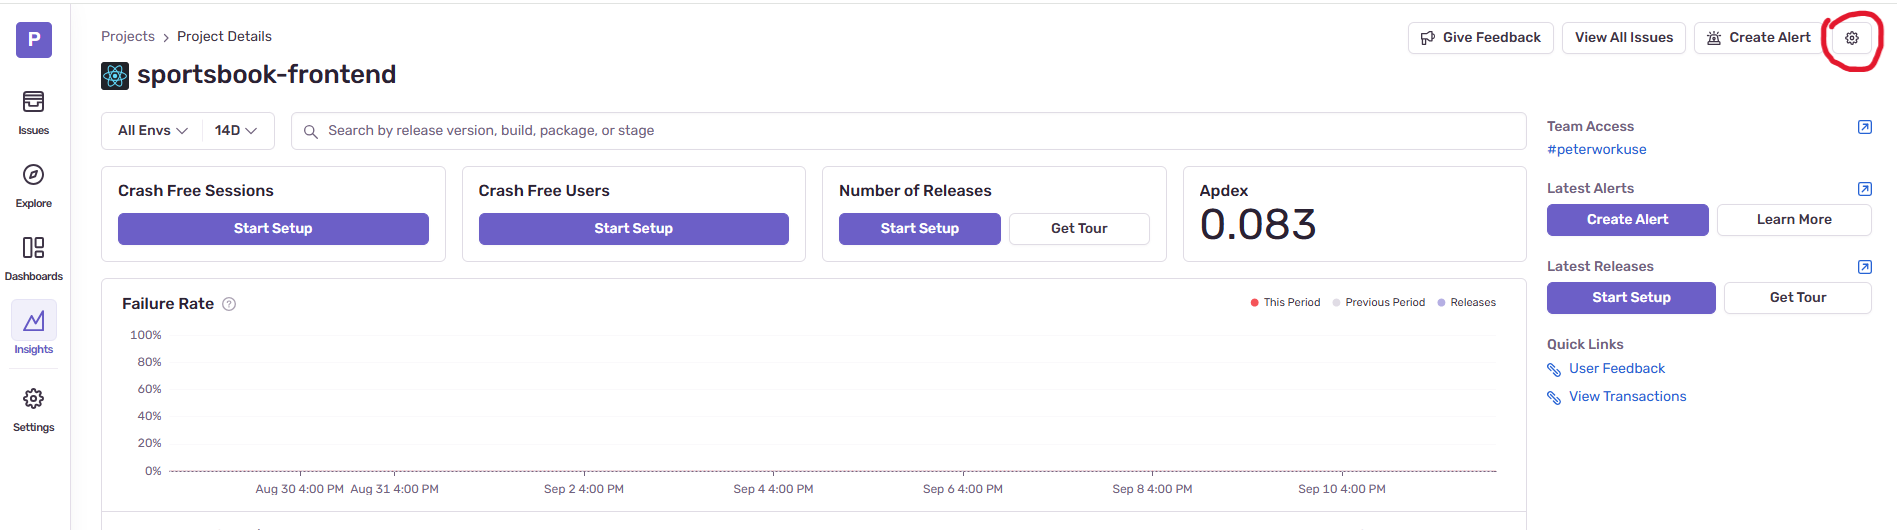 P
Issues
Explore
Dashboards
Insights
Settings
Projects > Project Details
sportsbook-frontend
Give Feedback
View All Issues
Create Alert
All Envs
14D
Search by release version, build, package, or stage
Crash Free Sessions
Start Setup
Crash Free Users
Start Setup
Number of Releases
Start Setup
Get Tour
Apdex
0.083
Failure Rate ?
This Period
Previous Period
Releases
100%
80%
60%
40%
20%
0%
Aug 30 4:00 PM
Aug 31 4:00 PM
Sep 2 4:00 PM
Sep 4 4:00 PM
Sep 6 4:00 PM
Sep 8 4:00 PM
Sep 10 4:00 PM
Team Access
#peterworkuse
Latest Alerts
Create Alert
Learn More
Latest Releases
Start Setup
Get Tour
Quick Links
User Feedback
View Transactions